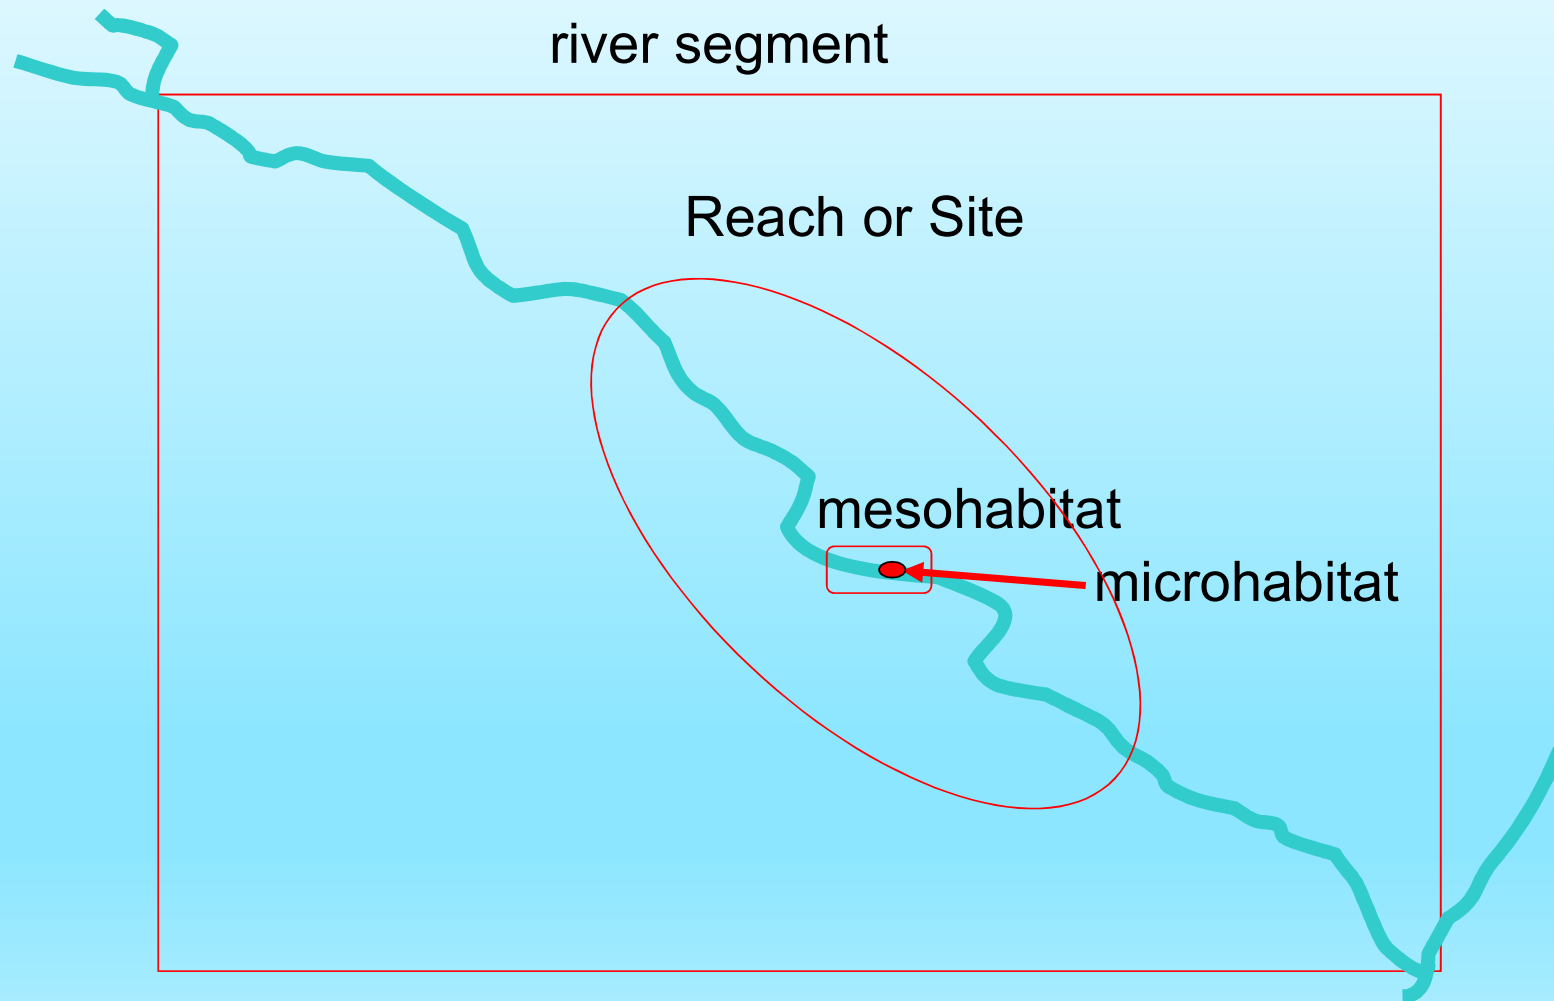 river segment
Reach or Site
mesohabitat
microhabitat